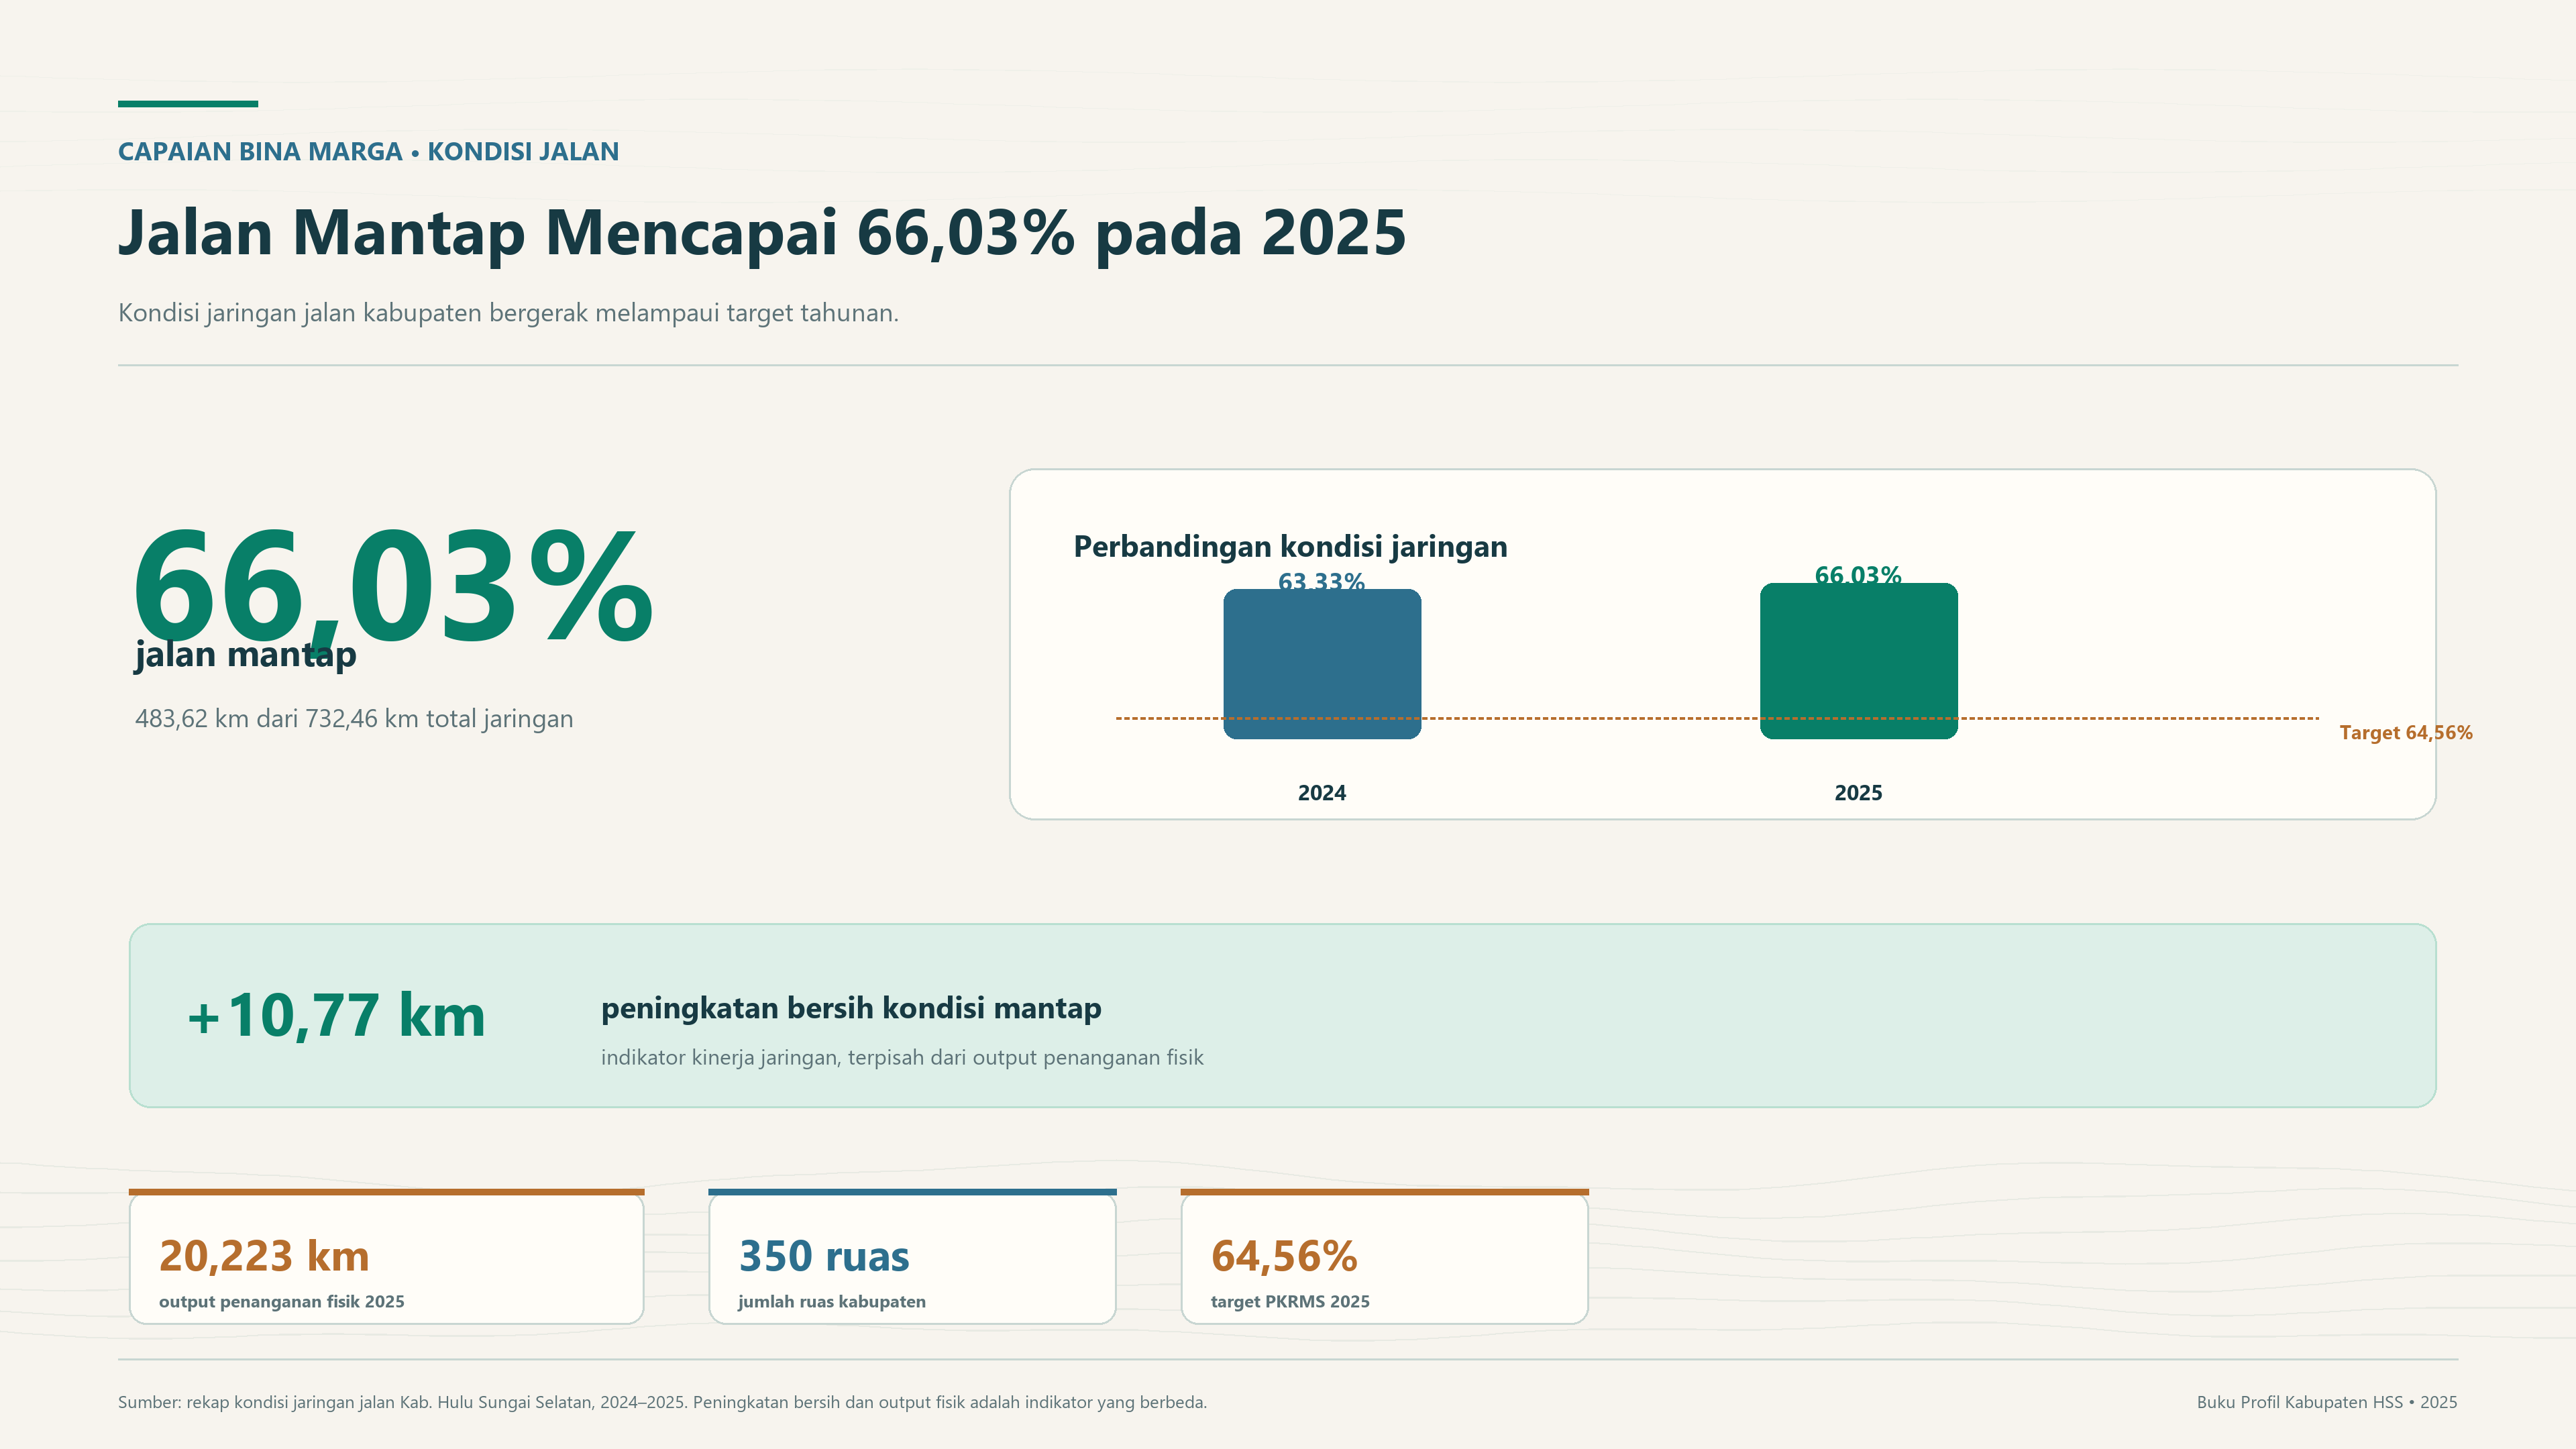 CAPAIAN BINA MARGA • KONDISI JALAN
Jalan Mantap Mencapai 66,03% pada 2025
Kondisi jaringan jalan kabupaten bergerak melampaui target tahunan.
66,03%
jalan mantap
483,62 km dari 732,46 km total jaringan
Perbandingan kondisi jaringan
63,33%
66,03%
Target 64,56%
2024
2025
+10,77 km
peningkatan bersih kondisi mantap
indikator kinerja jaringan, terpisah dari output penanganan fisik
20,223 km
output penanganan fisik 2025
350 ruas
jumlah ruas kabupaten
64,56%
target PKRMS 2025
Sumber: rekap kondisi jaringan jalan Kab. Hulu Sungai Selatan, 2024–2025. Peningkatan bersih dan output fisik adalah indikator yang berbeda.
Buku Profil Kabupaten HSS • 2025